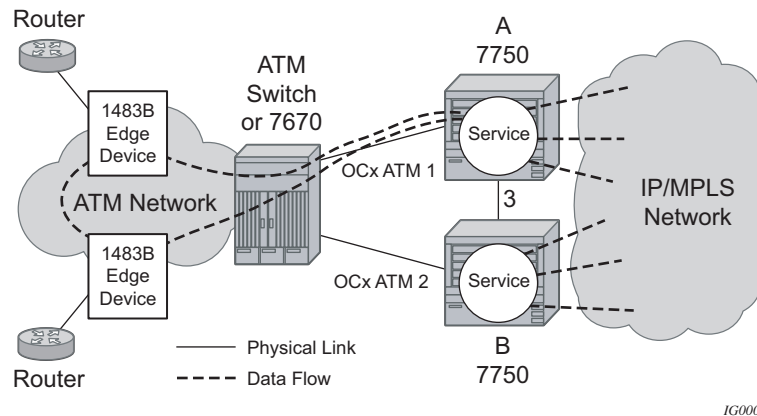 Router
1483B
Edge
Device
ATM Network
1483B
Edge
Device
Router
ATM
Switch
or 7670
OCx ATM 1
OCx ATM 2
A
7750
Service
3
Service
B
7750
IP/MPLS
Network
Physical Link
Data Flow